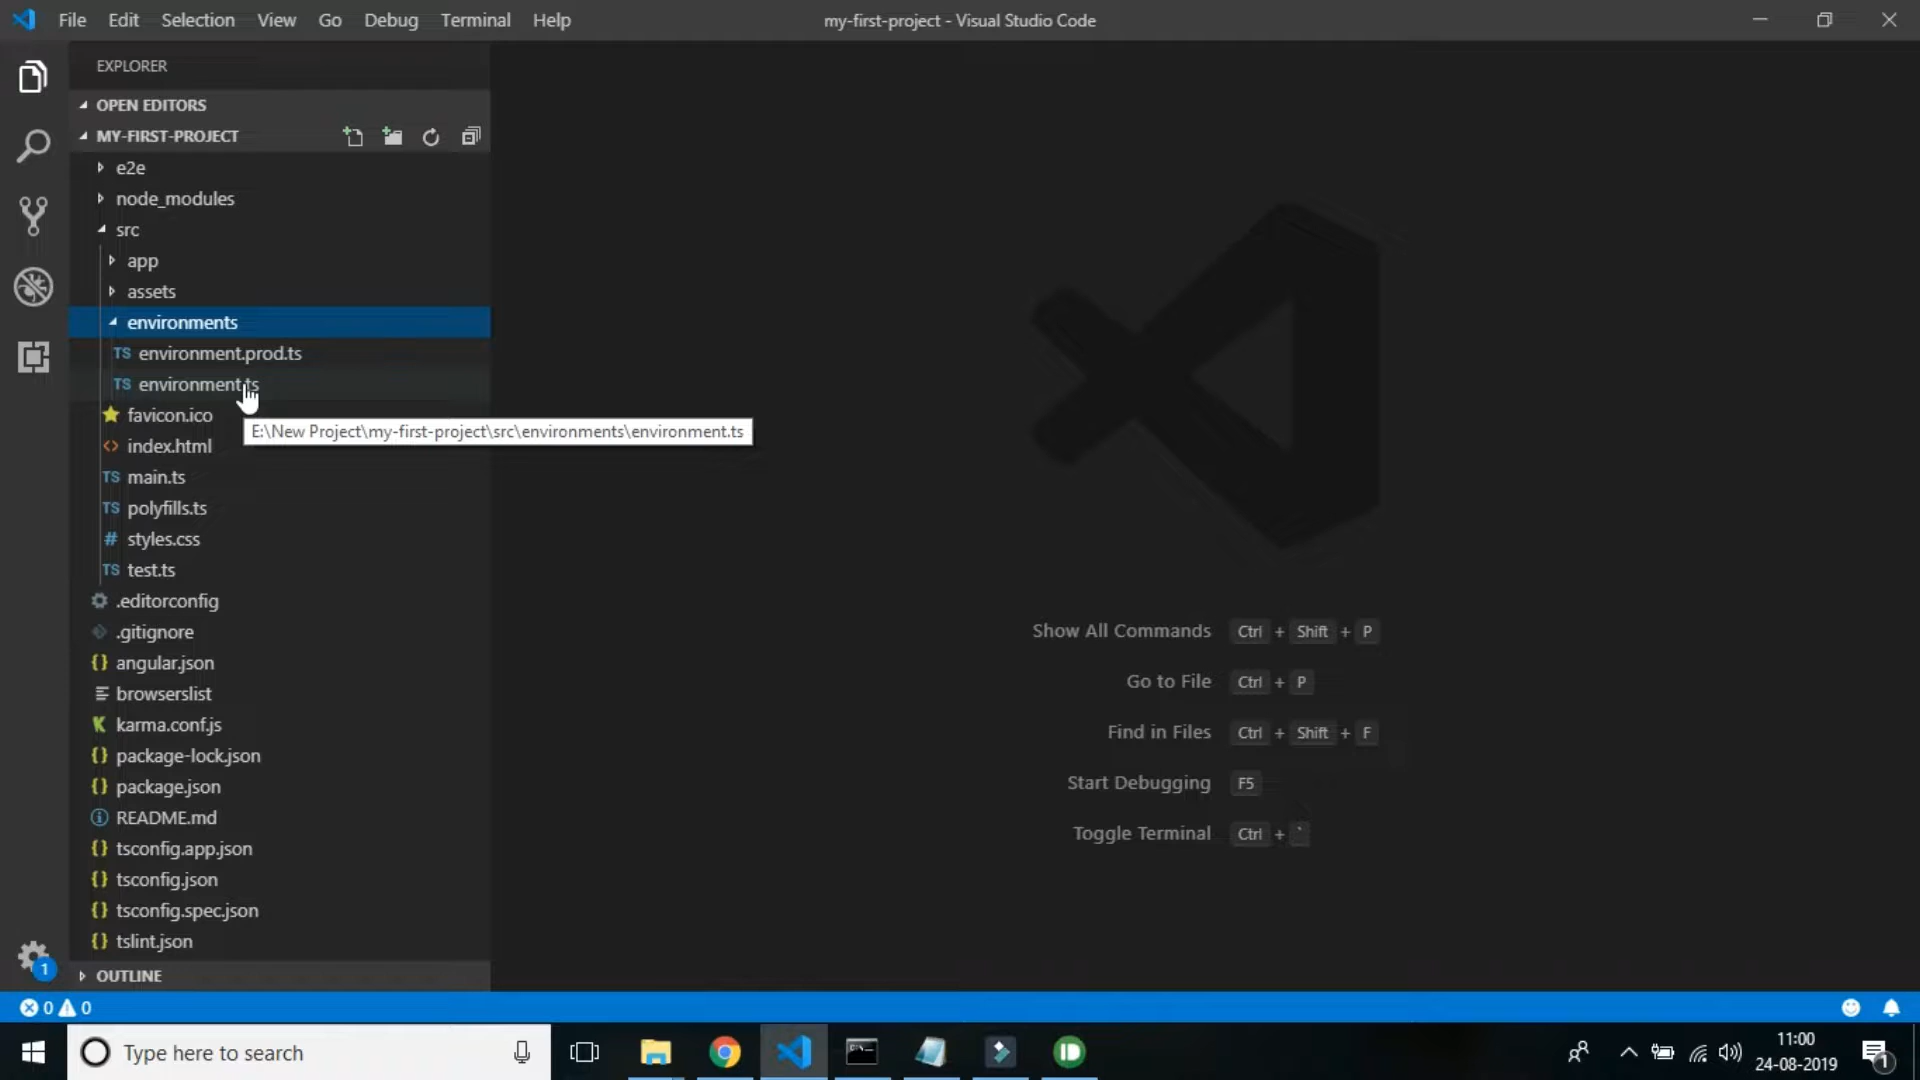 File Edit Selection View Go Debug Terminal Help
my-first-project - Visual Studio Code
EXPLORER
OPEN EDITORS
MY-FIRST-PROJECT
e2e
node_modules
src
app
assets
environments
TS environment.prod.ts
TS environment.ts
favicon.ico
E:\New Project\my-first-project\src\environments\environment.ts
<> index.html
TS main.ts
TS polyfills.ts
# styles.css
TS test.ts
.editorconfig
.gitignore
{} angular.json
browserslist
K karma.conf.js
{} package-lock.json
{} package.json
README.md
{} tsconfig.app.json
{} tsconfig.json
{} tsconfig.spec.json
{} tslint.json
1
OUTLINE
Show All Commands Ctrl + Shift + P
Go to File Ctrl + P
Find in Files Ctrl + Shift + F
Start Debugging F5
Toggle Terminal Ctrl + `
0 0
Type here to search
11:00
24-08-2019
1